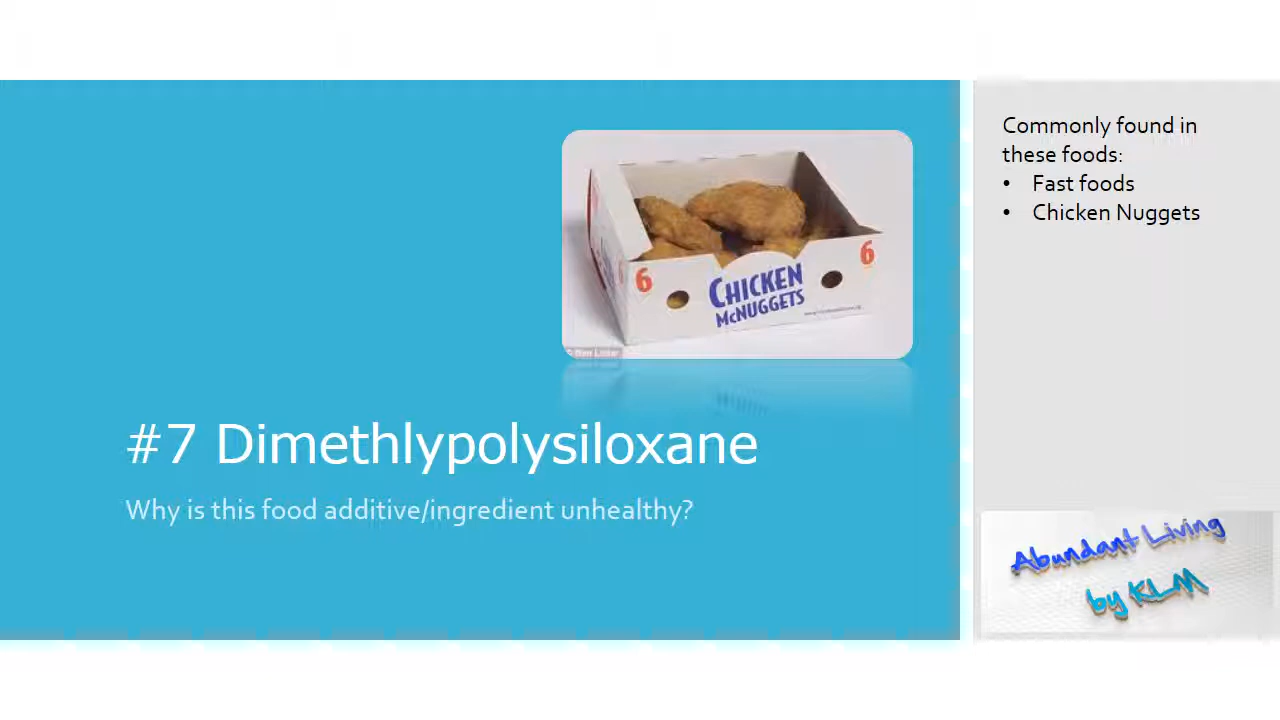 Commonly found in
these foods:
• Fast foods
• Chicken Nuggets
6
6
CHICKEN
McNUGGETS
#7 Dimethlypolysiloxane
Why is this food additive/ingredient unhealthy?
Abundant Living
by KLM